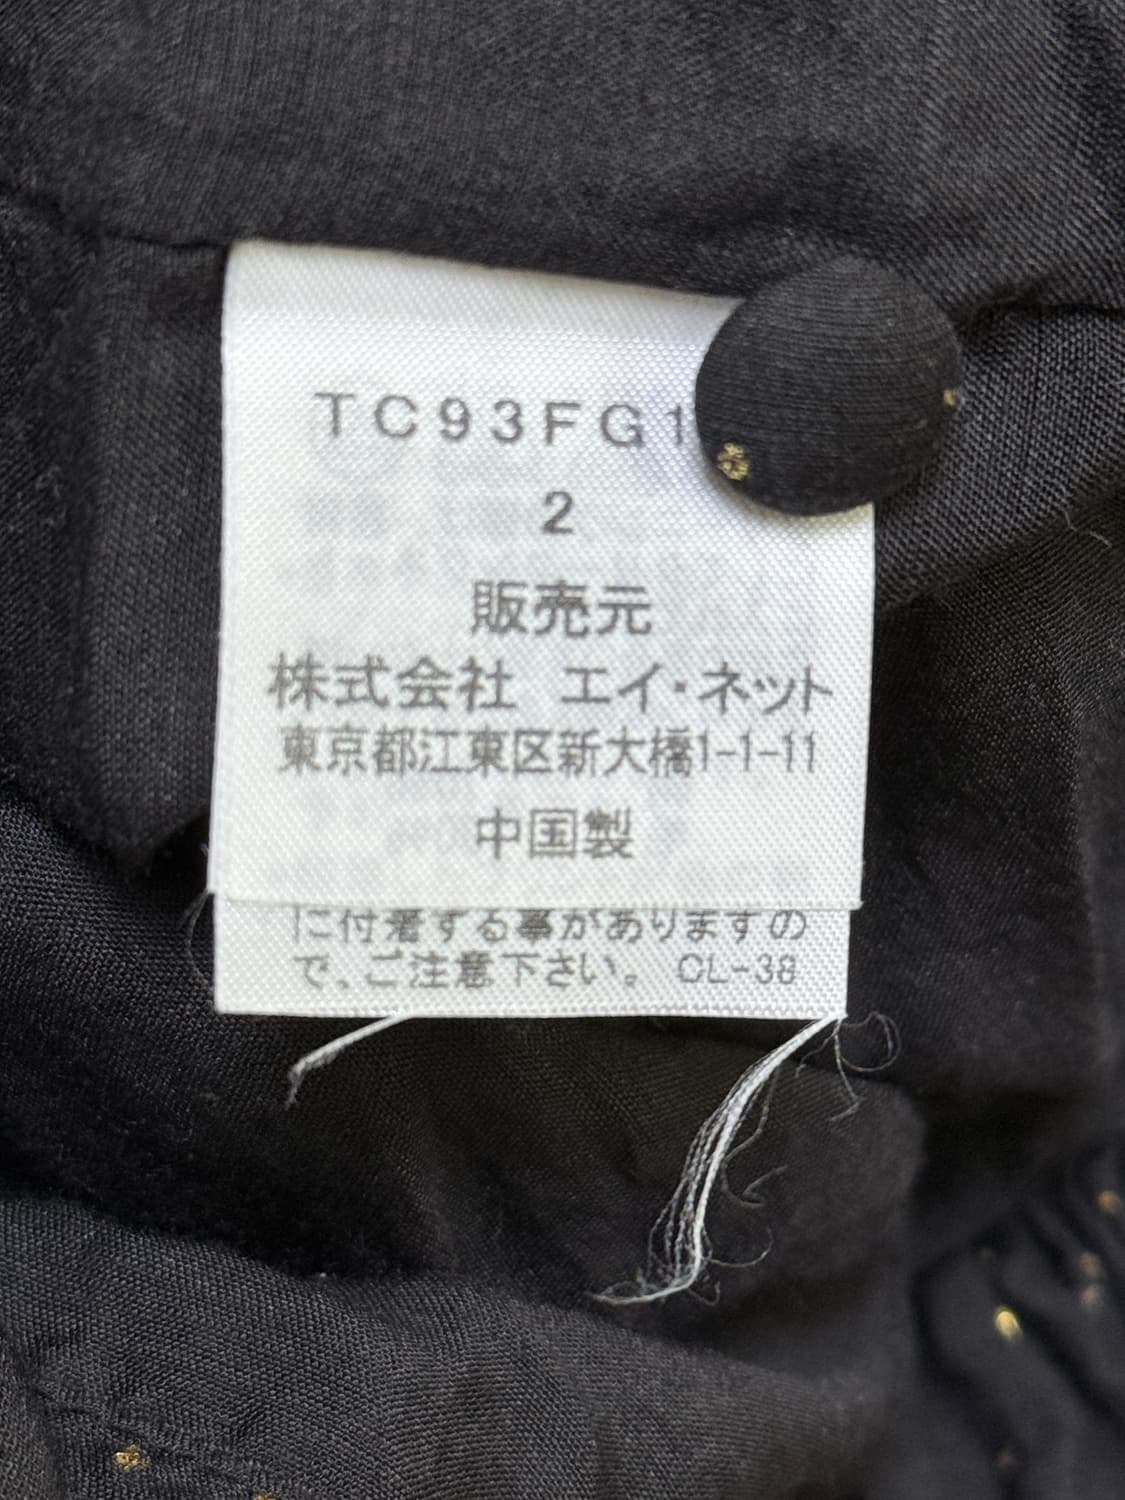 TC93FG1
2
販売元
株式会社 エイ・ネット
東京都江東区新大橋1-1-11
中国製
に付着する事がありますの
で、ご注意下さい。 CL-38